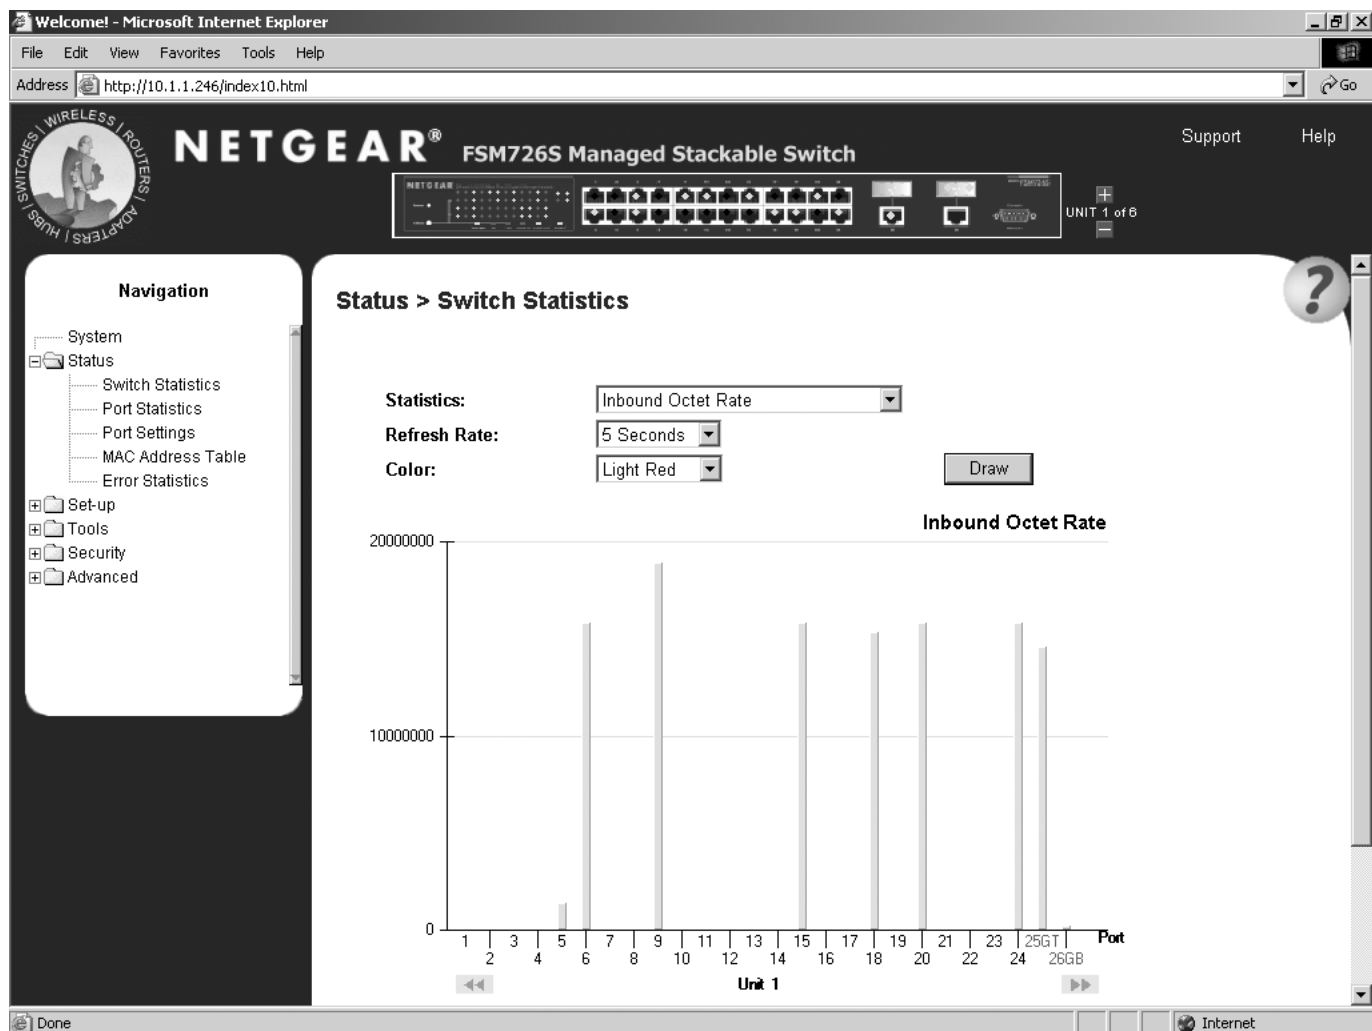 Welcome! - Microsoft Internet Explorer
File Edit View Favorites Tools Help
Address http://10.1.1.246/index10.html Go
SWITCHES | WIRELESS | ROUTERS | ADAPTERS | HUBS |
NETGEAR® FSM726S Managed Stackable Switch
Support Help
NETGEAR
UNIT 1 of 6
Navigation
System
Status
Switch Statistics
Port Statistics
Port Settings
MAC Address Table
Error Statistics
Set-up
Tools
Security
Advanced
Status > Switch Statistics
?
Statistics: Inbound Octet Rate
Refresh Rate: 5 Seconds
Color: Light Red
Draw
Inbound Octet Rate
20000000
10000000
0
1 3 5 7 9 11 13 15 17 19 21 23 25GT Port
2 4 6 8 10 12 14 16 18 20 22 24 26GB
Unit 1
Done
Internet